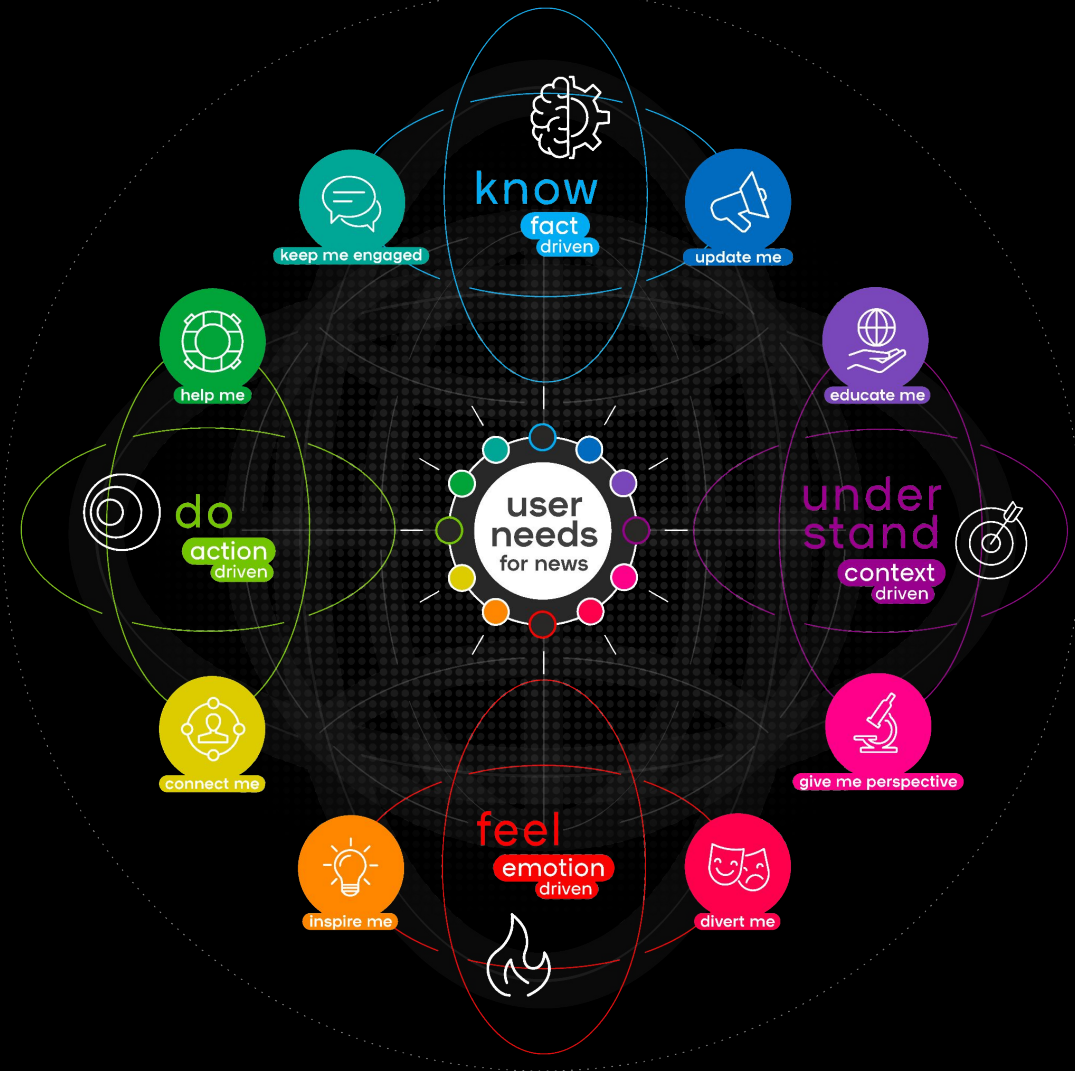 know
fact
driven
keep me engaged
update me
help me
educate me
user
needs
for news
do
action
driven
under
stand
context
driven
connect me
give me perspective
feel
emotion
driven
inspire me
divert me